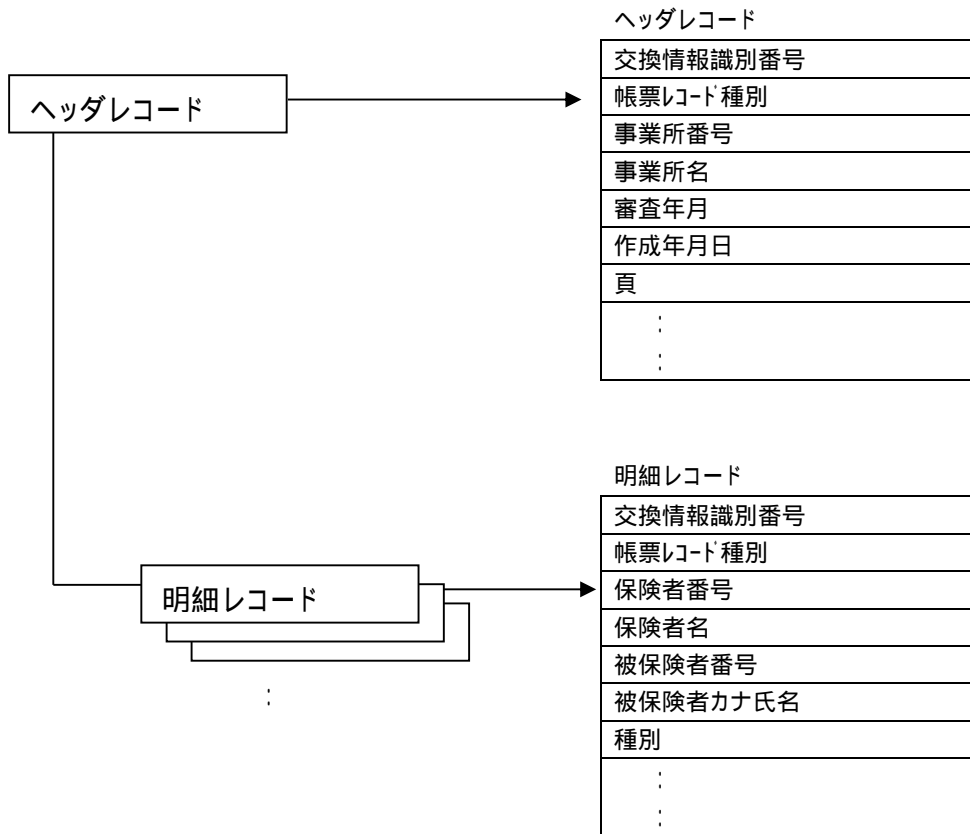 ヘッダレコード
ヘッダレコード
交換情報識別番号
帳票ﾚｺｰﾄﾞ種別
事業所番号
事業所名
審査年月
作成年月日
頁
:
:
明細レコード
明細レコード
:
交換情報識別番号
帳票ﾚｺｰﾄﾞ種別
保険者番号
保険者名
被保険者番号
被保険者カナ氏名
種別
:
: